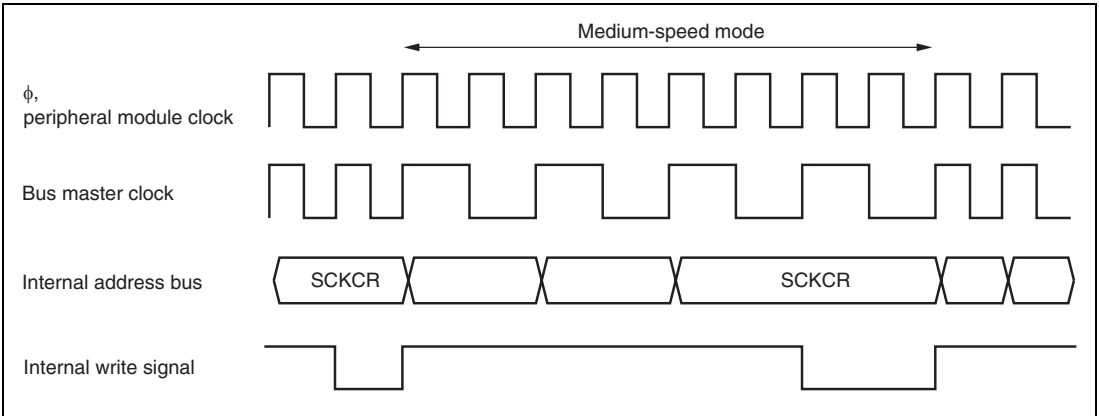 Medium-speed mode
ϕ,
peripheral module clock
Bus master clock
Internal address bus
SCKCR
SCKCR
Internal write signal